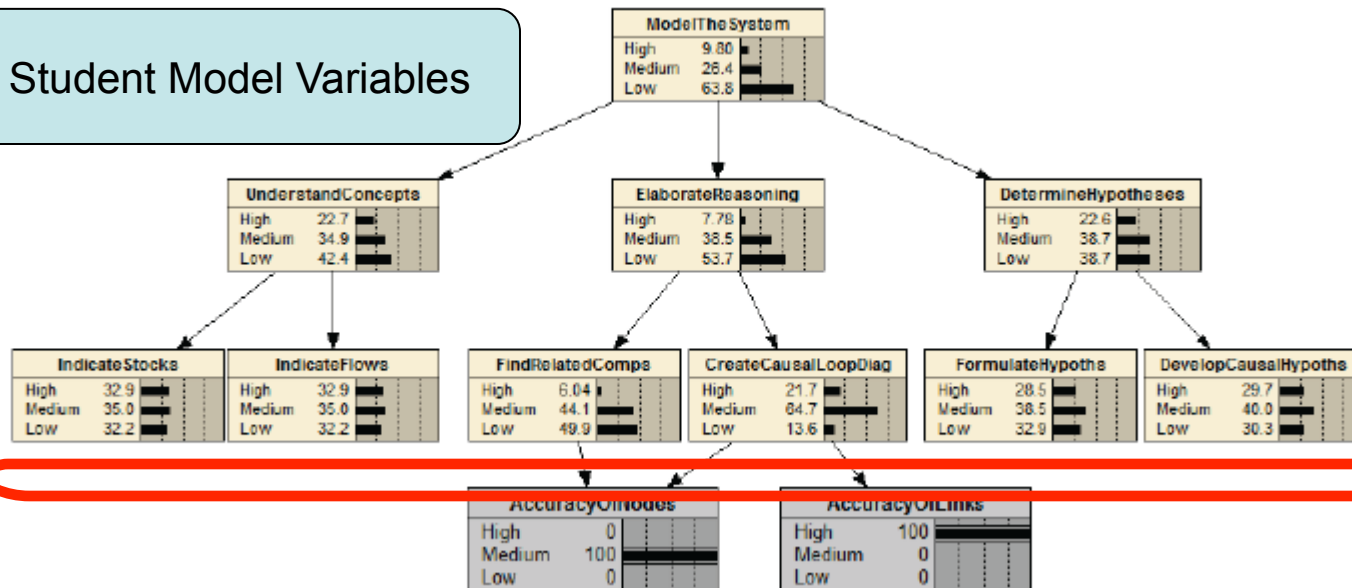 Student Model Variables
ModelTheSystem
High 9.80
Medium 26.4
Low 63.8
UnderstandConcepts
High 22.7
Medium 34.9
Low 42.4
ElaborateReasoning
High 7.78
Medium 38.5
Low 53.7
DetermineHypotheses
High 22.6
Medium 38.7
Low 38.7
IndicateStocks
High 32.9
Medium 35.0
Low 32.2
IndicateFlows
High 32.9
Medium 35.0
Low 32.2
FindRelatedComps
High 6.04
Medium 44.1
Low 49.9
CreateCausalLoopDiag
High 21.7
Medium 64.7
Low 13.6
FormulateHypoths
High 28.5
Medium 38.5
Low 32.9
DevelopCausalHypoths
High 29.7
Medium 40.0
Low 30.3
AccuracyOfNodes
High 0
Medium 100
Low 0
AccuracyOfLinks
High 100
Medium 0
Low 0